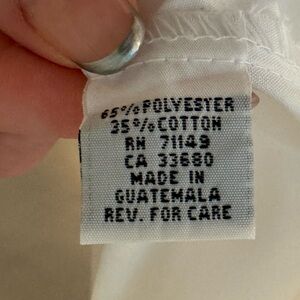 65% POLYESTER
35% COTTON
RN 71149
CA 33680
MADE IN
GUATEMALA
REV. FOR CARE